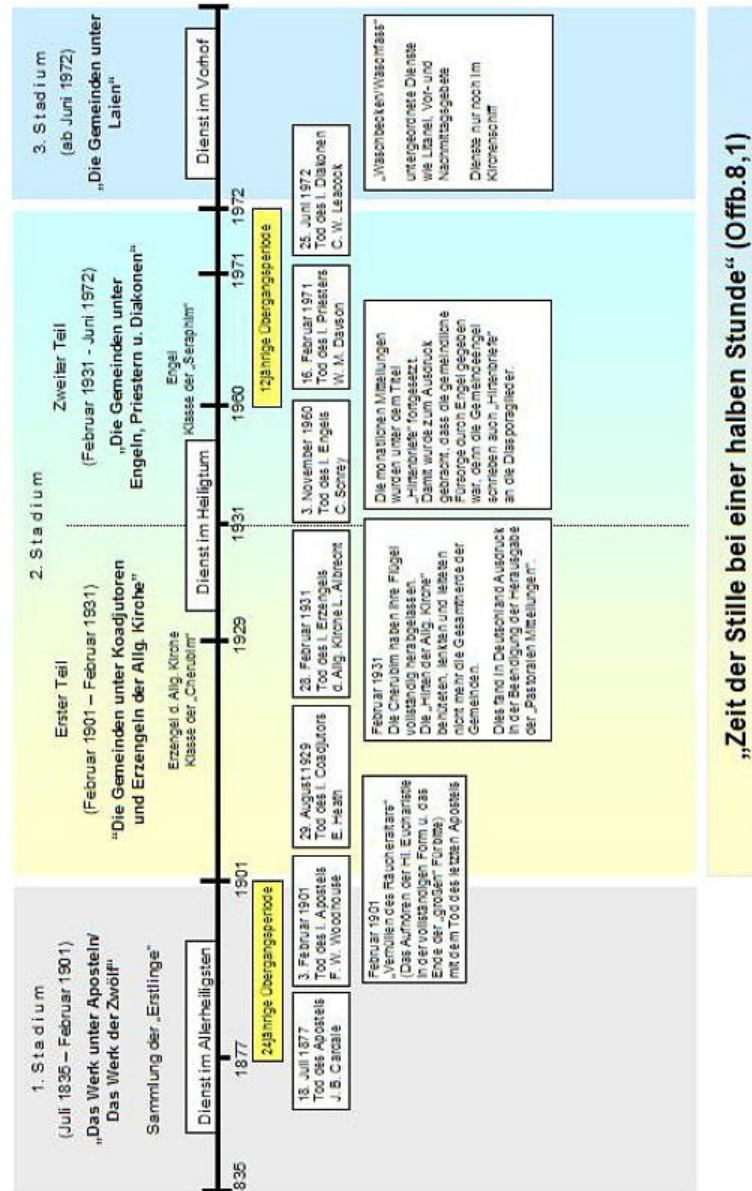 1. Stadium
(Juli 1835 – Februar 1901)
„Das Werk unter Aposteln/
Das Werk der Zwölf"
Sammlung der „Erstlinge"
Dienst im Allerheiligsten
2. Stadium
Erster Teil
(Februar 1901 – Februar 1931)
“Die Gemeinden unter Koadjutoren
und Erzengeln der Allg. Kirche"
Erzengel d. Allg. Kirche
Klasse der „Cherubim"
Dienst im Heiligtum
Zweiter Teil
(Februar 1931 - Juni 1972)
„Die Gemeinden unter
Engeln, Priestern u. Diakonen"
Engel
Klasse der „Seraphim"
3. Stadium
(ab Juni 1972)
„Die Gemeinden unter
Laien"
Dienst im Vorhof
835
1877
1901
1929
1931
1960
1971
1972
24jährige Übergangsperiode
12jährige Übergangsperiode
18. Juli 1877
Tod des Apostels
J.B. Cardale
3. Februar 1901
Tod des l. Apostels
F. W. Woodhouse
29. August 1929
Tod des l. Coadjutors
E. Heath
28. Februar 1931
Tod des l. Erzengels
d. Allg. Kirche L. Albrecht
3. November 1960
Tod des l. Engels
C. Schrey
16. Februar 1971
Tod des l. Priesters
W. M. Davson
25. Juni 1972
Tod des l. Diakonen
C. W. Leacock
Februar 1901
„Verhüllen des Räucheraltars"
(Das Aufhören der Hl. Eucharistie
in der vollständigen Form u. das
Ende der „großen" Fürbitte)
mit dem Tod des letzten Apostels
Februar 1931
Die Cherubim haben ihre Flügel
vollständig herabgelassen.
Die „Hirten der Allg. Kirche"
behüteten, lenkten und leiteten
nicht mehr die Gesamtherde der
Gemeinden.
Dies fand in Deutschland Ausdruck
in der Beendigung der Herausgabe
der „Pastoralen Mitteilungen".
Die monatlichen Mitteilungen
wurden unter dem Titel
„Hirtenbriefe" fortgesetzt.
Damit wurde zum Ausdruck
gebracht, dass die gemeindliche
Fürsorge durch Engel gegeben
war, denn die Gemeindeengel
schrieben auch „Hirtenbriefe"
an die Diasporaglieder.
„Waschbecken/Waschfass"
untergeordnete Dienste
wie Litanei, Vor- und
Nachmittagsgebete
Dienste nur noch im
Kirchenschiff
„Zeit der Stille bei einer halben Stunde" (Offb.8,1)